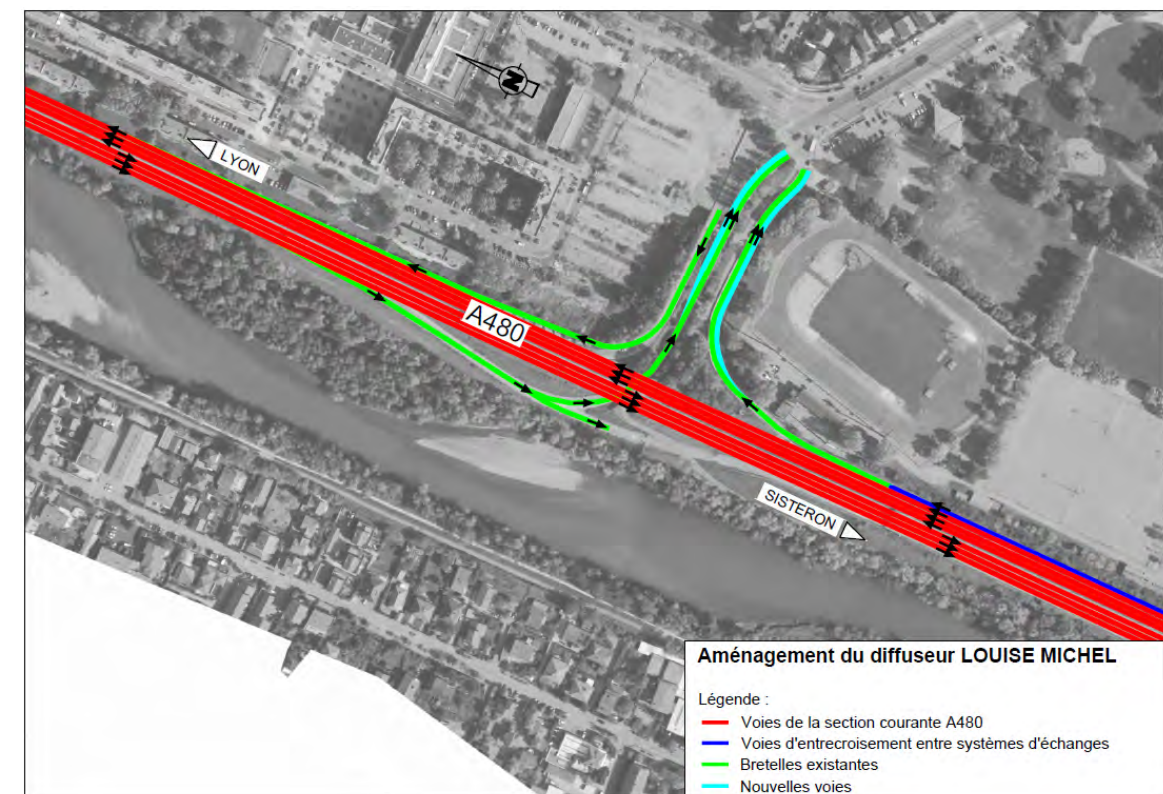 N
LYON
A480
SISTERON
Aménagement du diffuseur LOUISE MICHEL
Légende :
Voies de la section courante A480
Voies d'entrecroisement entre systèmes d'échanges
Bretelles existantes
Nouvelles voies